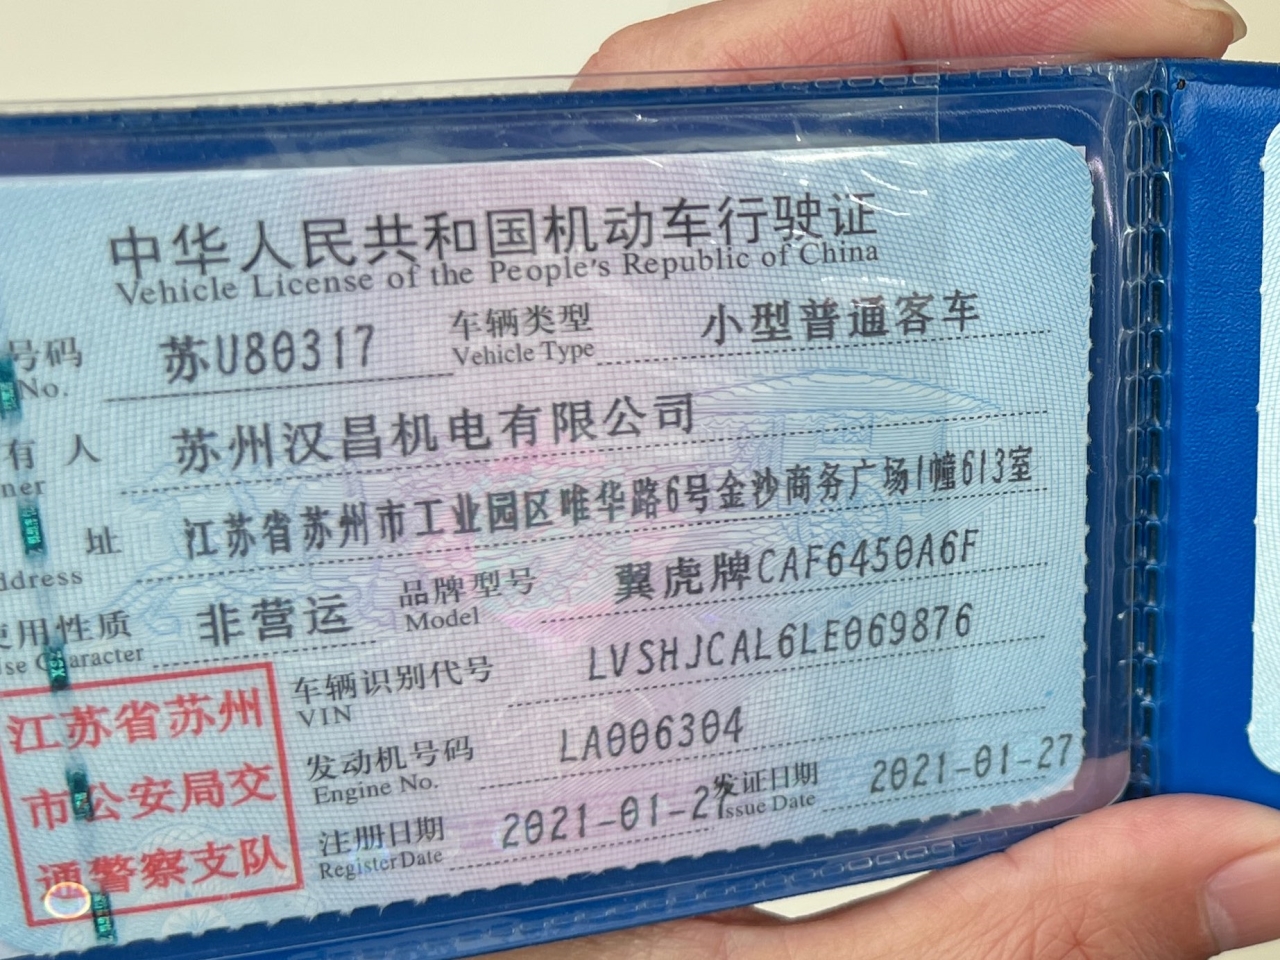 中华人民共和国机动车行驶证
Vehicle License of the People's Republic of China
号码 苏U80317 车辆类型 小型普通客车
No. Vehicle Type
有人 苏州汉昌机电有限公司
ner
址 江苏省苏州市工业园区唯华路6号金沙商务广场1幢613室
ddress
使用性质 非营运 品牌型号 翼虎牌CAF6450A6F
Use Character Model
车辆识别代号 LVSHJCAL6LE069876
VIN
发动机号码 LA006304
Engine No.
注册日期 2021-01-27 发证日期 2021-01-27
Register Date Issue Date
江苏省苏州
市公安局交
通警察支队